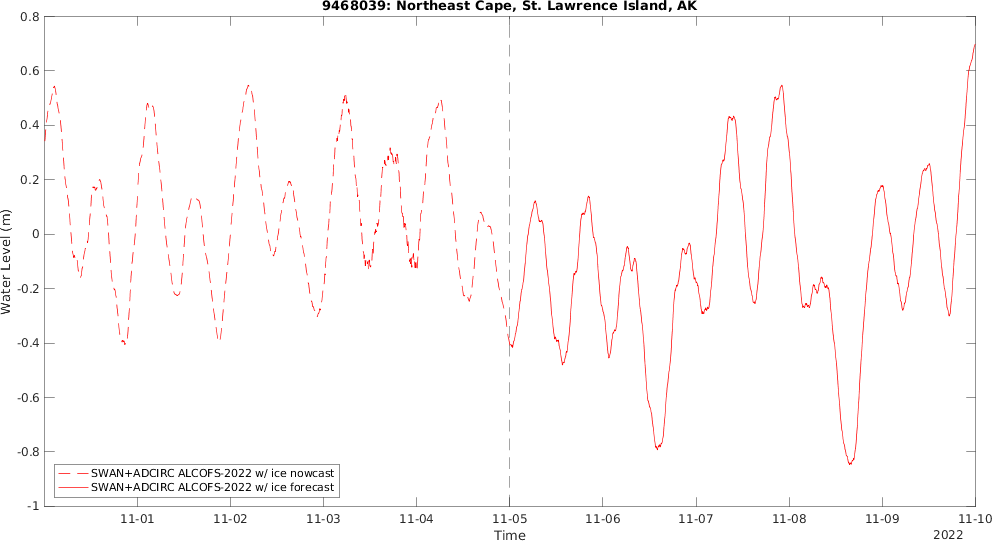 9468039: Northeast Cape, St. Lawrence Island, AK
0.8
0.6
0.4
0.2
0
-0.2
-0.4
-0.6
-0.8
-1
Water Level (m)
SWAN+ADCIRC ALCOFS-2022 w/ ice nowcast
SWAN+ADCIRC ALCOFS-2022 w/ ice forecast
11-01 11-02 11-03 11-04 11-05 11-06 11-07 11-08 11-09 11-10
Time
2022